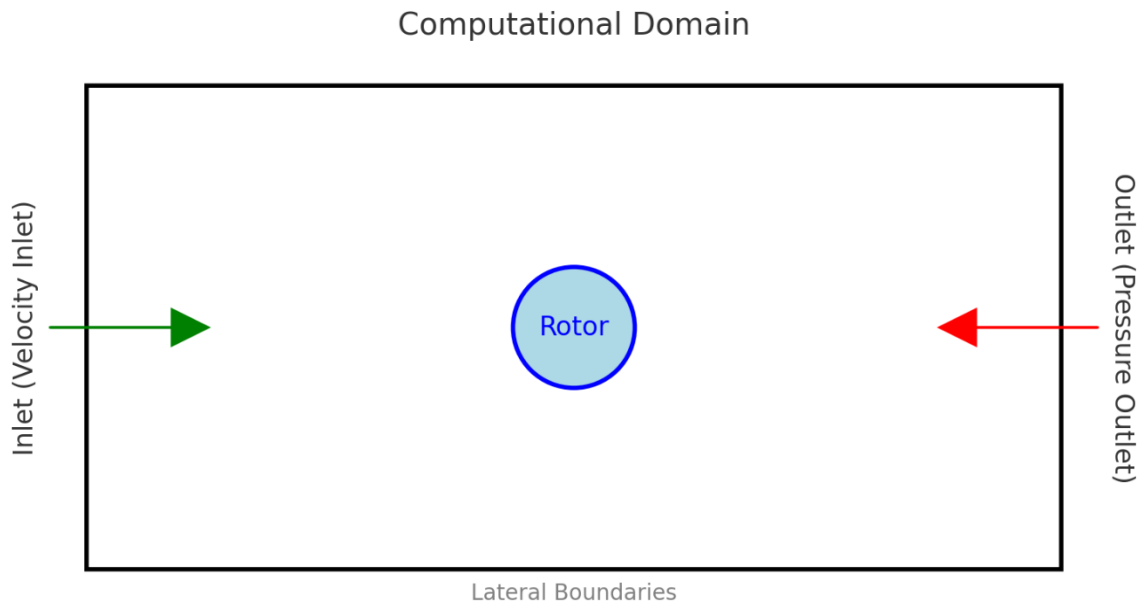 Computational Domain
Inlet (Velocity Inlet)
Rotor
Outlet (Pressure Outlet)
Lateral Boundaries